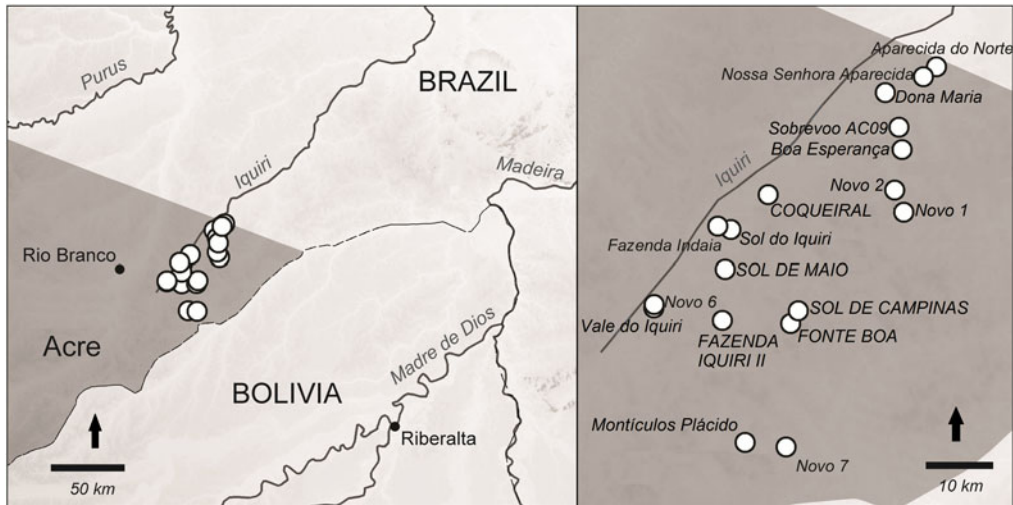 Purus
BRAZIL
Iquiri
Madeira
Rio Branco
Acre
Madre de Dios
BOLIVIA
Riberalta
50 km
Aparecida do Norte
Nossa Senhora Aparecida
Dona Maria
Sobrevoo AC09
Boa Esperança
Iquiri
Novo 2
COQUEIRAL
Novo 1
Fazenda Indaia
Sol do Iquiri
SOL DE MAIO
Novo 6
SOL DE CAMPINAS
Vale do Iquiri
FAZENDA
IQUIRI II
FONTE BOA
Montículos Plácido
Novo 7
10 km